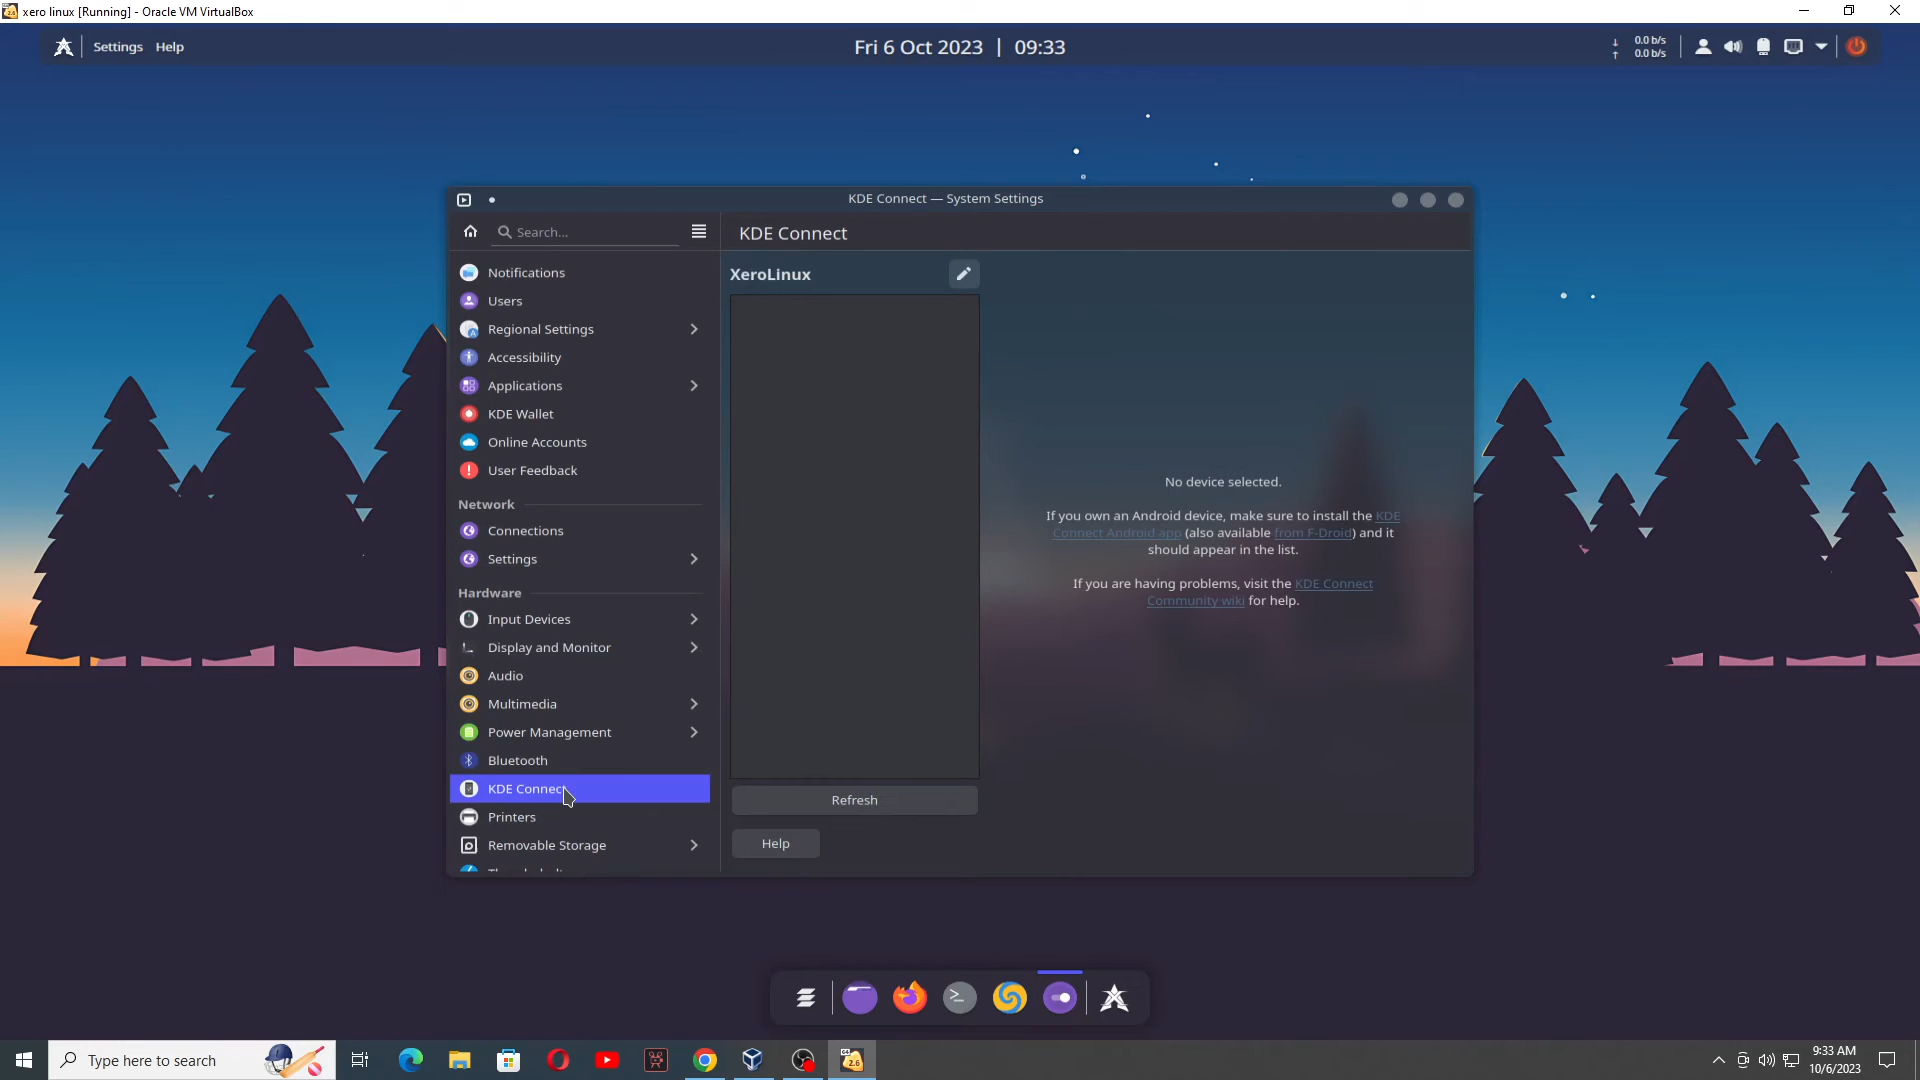 xero linux [Running] - Oracle VM VirtualBox
Settings Help
Fri 6 Oct 2023 | 09:33
0.0 b/s
0.0 b/s
KDE Connect — System Settings
Search...
KDE Connect
XeroLinux
Notifications
Users
Regional Settings
Accessibility
Applications
KDE Wallet
Online Accounts
User Feedback
Network
Connections
Settings
Hardware
Input Devices
Display and Monitor
Audio
Multimedia
Power Management
Bluetooth
KDE Connect
Printers
Removable Storage
No device selected.
If you own an Android device, make sure to install the KDE
Connect Android app (also available from F-Droid) and it
should appear in the list.
If you are having problems, visit the KDE Connect
Community wiki for help.
Refresh
Help
Type here to search
64
2.6
9:33 AM
10/6/2023